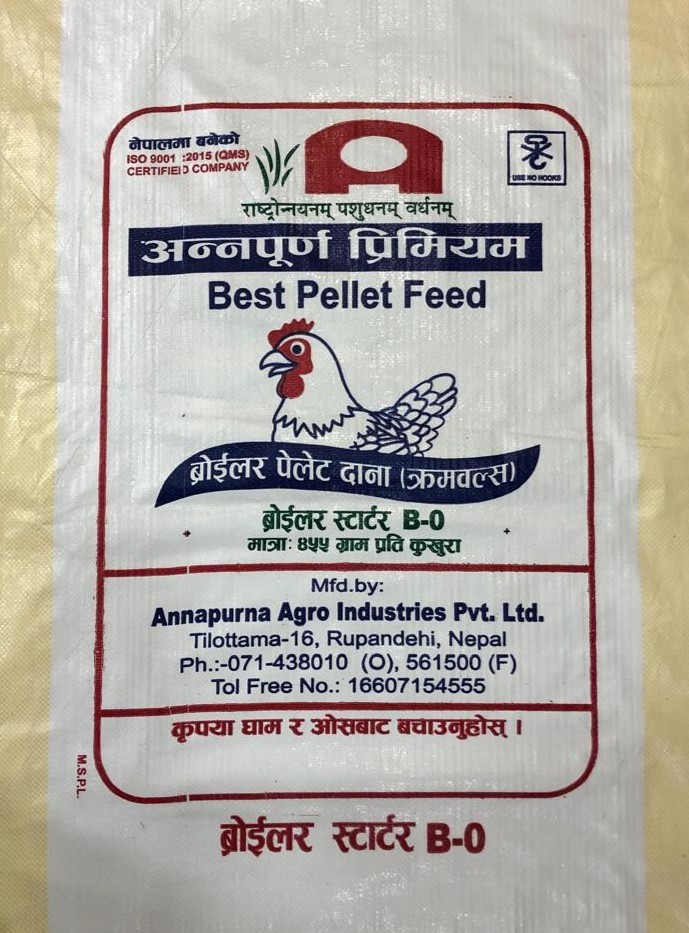 नेपालमा बनेको
ISO 9001 :2015 (QMS)
CERTIFIED COMPANY
USE NO HOOKS
राष्ट्रोन्नयनम् पशुधनम् वर्धनम्
अन्नपूर्ण प्रिमियम
Best Pellet Feed
ब्रोईलर पेलेट दाना (क्रमवल्स)
ब्रोईलर स्टार्टर B-0
मात्राः ४५५ ग्राम प्रति कुखुरा
Mfd.by:
Annapurna Agro Industries Pvt. Ltd.
Tilottama-16, Rupandehi, Nepal
Ph.:-071-438010 (O), 561500 (F)
Tol Free No.: 16607154555
कृपया घाम र ओसबाट बचाउनुहोस् ।
M.S.P.L.
ब्रोईलर स्टार्टर B-0